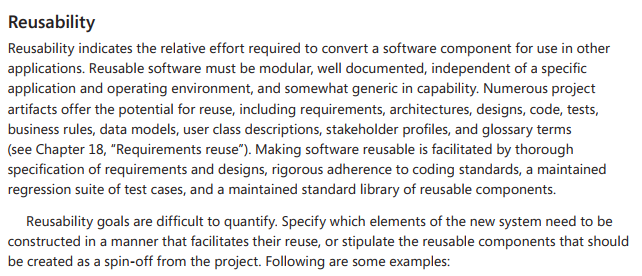 Reusability
Reusability indicates the relative effort required to convert a software component for use in other
applications. Reusable software must be modular, well documented, independent of a specific
application and operating environment, and somewhat generic in capability. Numerous project
artifacts offer the potential for reuse, including requirements, architectures, designs, code, tests,
business rules, data models, user class descriptions, stakeholder profiles, and glossary terms
(see Chapter 18, “Requirements reuse”). Making software reusable is facilitated by thorough
specification of requirements and designs, rigorous adherence to coding standards, a maintained
regression suite of test cases, and a maintained standard library of reusable components.
Reusability goals are difficult to quantify. Specify which elements of the new system need to be
constructed in a manner that facilitates their reuse, or stipulate the reusable components that should
be created as a spin-off from the project. Following are some examples: